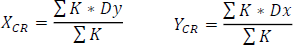 X_CR = (∑ K * Dy) / (∑ K)    Y_CR = (∑ K * Dx) / (∑ K)